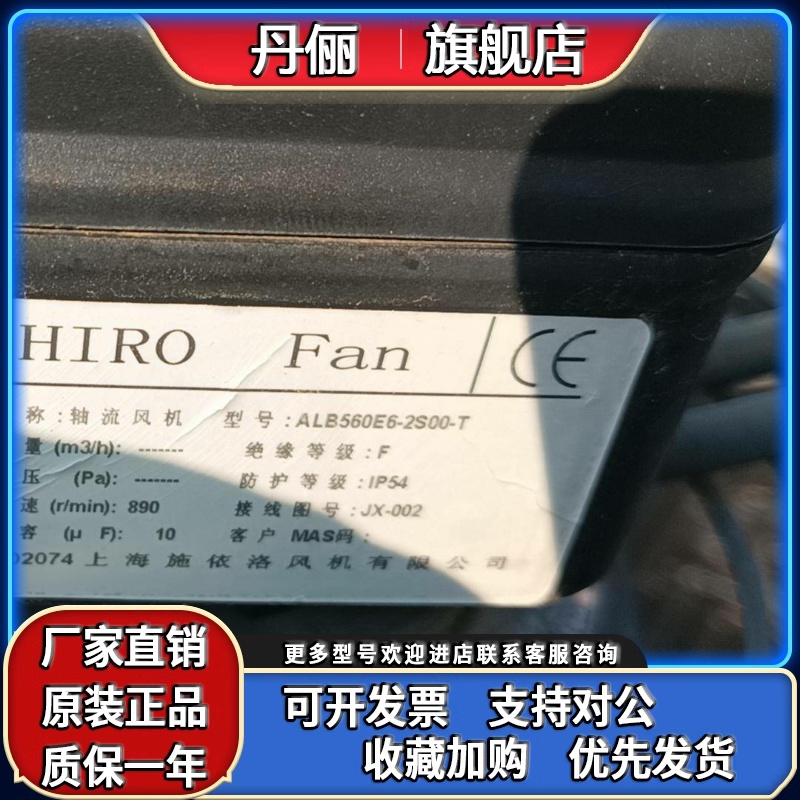 丹俪 旗舰店
HIRO Fan CE
称:轴流风机 型号:ALB560E6-2S00-T
量 (m3/h): ------- 绝缘等级:F
压 (Pa): ------- 防护等级:IP54
速 (r/min): 890 接线图号:JX-002
容 (μ F): 10 客户 MAS码:
02074 上海施依洛风机有限公司
厂家直销
原装正品
质保一年
更多型号欢迎进店联系客服咨询
可开发票 支持对公
收藏加购 优先发货